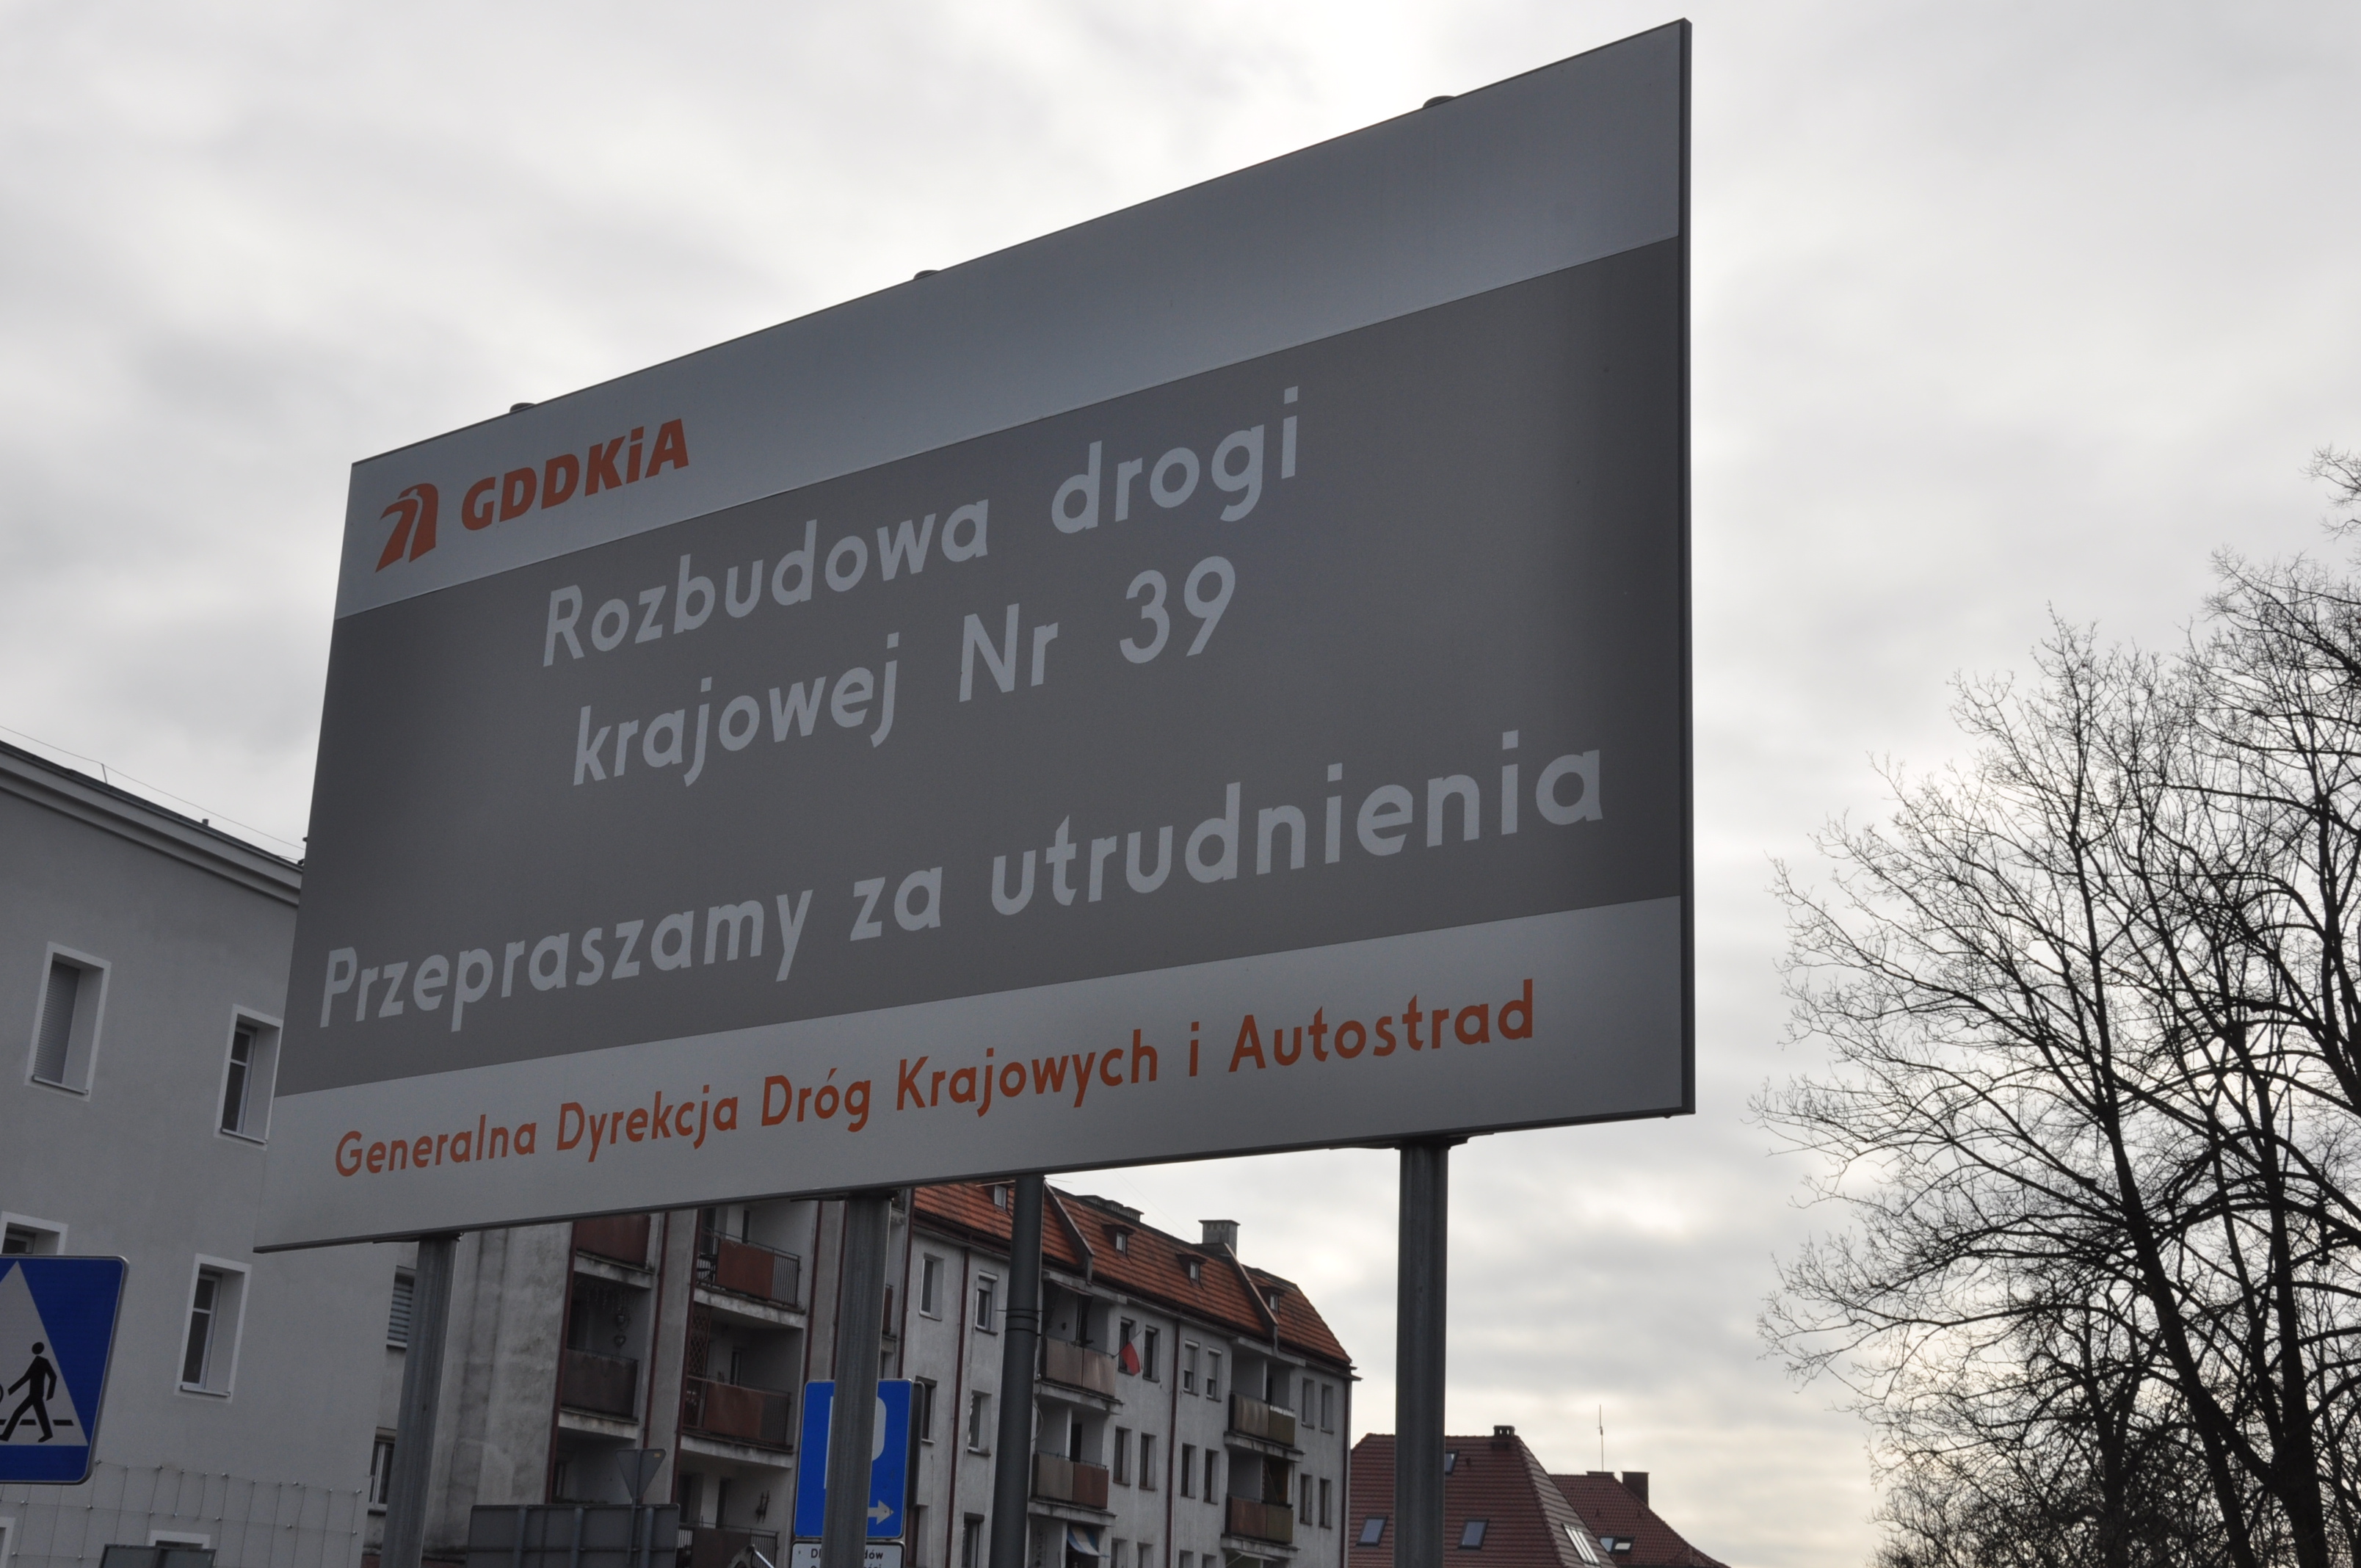 GDDKiA
Rozbudowa drogi
krajowej Nr 39
Przepraszamy za utrudnienia
Generalna Dyrekcja Dróg Krajowych i Autostrad
P